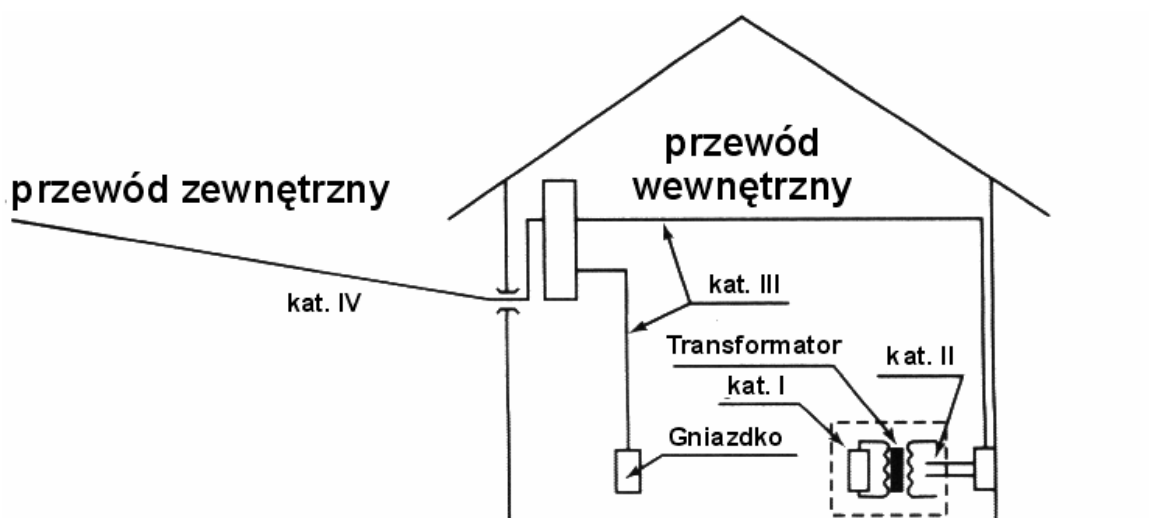 przewód
wewnętrzny
przewód zewnętrzny
kat. IV
kat. III
Transformator
kat. II
kat. I
Gniazdko